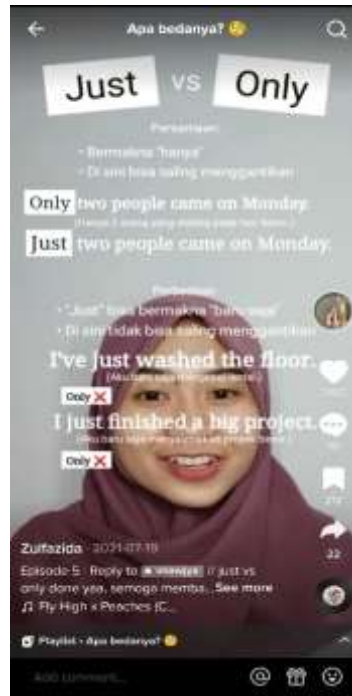 Apa bedanya? 🤔
Just vs Only
Persamaan:
• Bermakna "hanya"
• Di sini bisa saling menggantikan
Only two people came on Monday.
Just two people came on Monday.
Perbedaan:
• "Just" bisa bermakna "baru saja"
• Di sini tidak bisa saling menggantikan
I've just washed the floor.
Only ❌
I just finished a big project.
Only ❌
22
Zulfazida · 2021-07-19
Episode 5 Reply to // just vs
only done yaa, semoga memba... See more
♫ Fly High x Peaches (C...
Playlist • Apa bedanya? 🤔
Add comment...